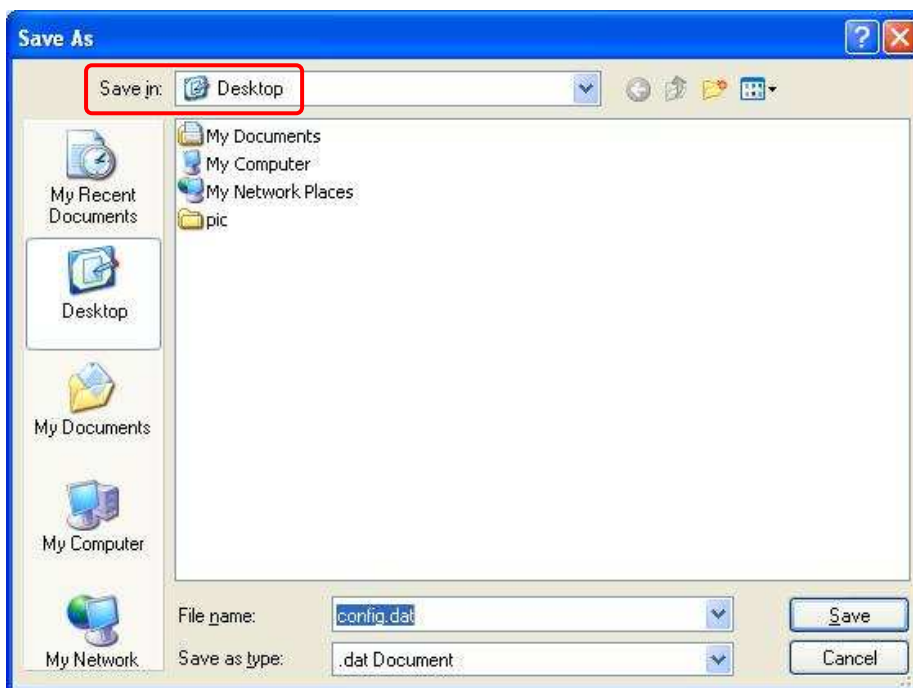 Save As
Save in: Desktop
My Recent Documents
Desktop
My Documents
My Computer
My Network
My Documents
My Computer
My Network Places
pic
File name: config.dat
Save as type: .dat Document
Save
Cancel